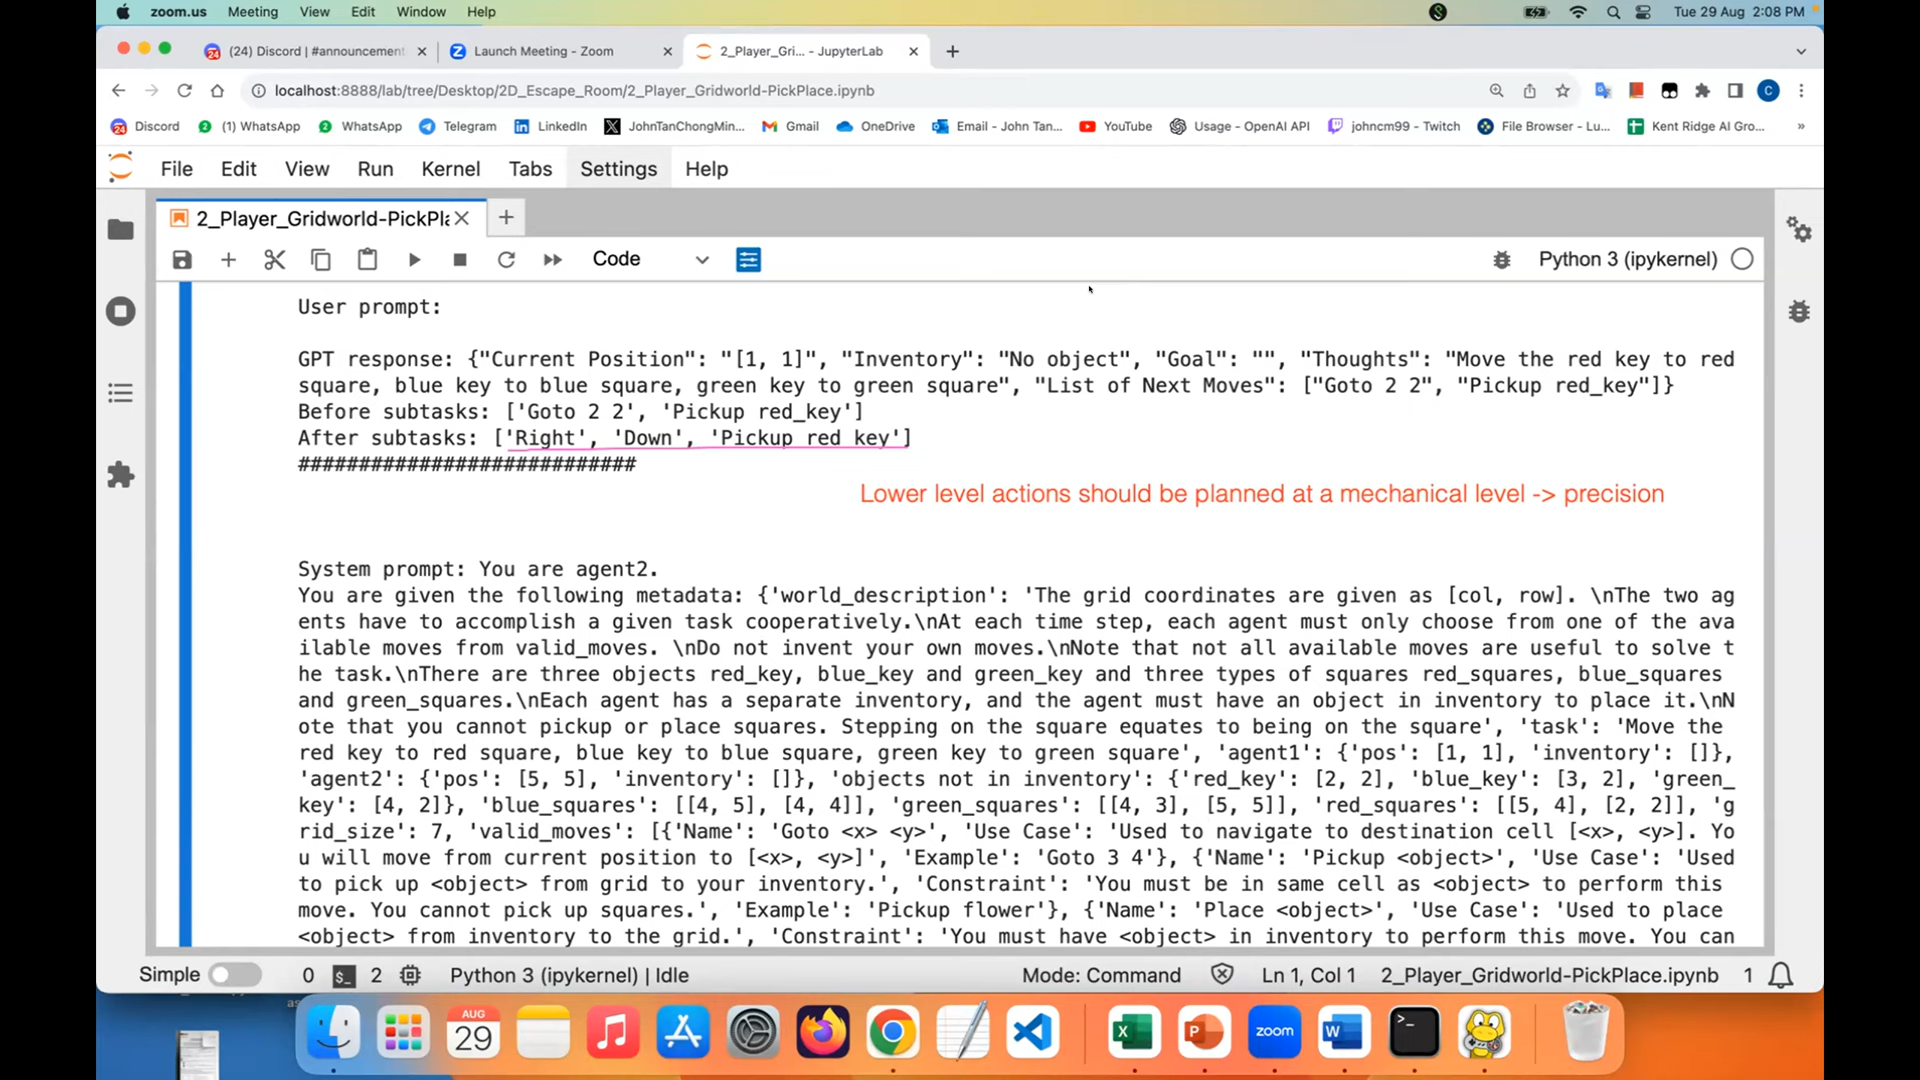 zoom.us Meeting View Edit Window Help Tue 29 Aug 2:08 PM
(24) Discord | #announcement Launch Meeting - Zoom 2_Player_Gri... - JupyterLab
localhost:8888/lab/tree/Desktop/2D_Escape_Room/2_Player_Gridworld-PickPlace.ipynb
Discord (1) WhatsApp WhatsApp Telegram LinkedIn JohnTanChongMin... Gmail OneDrive Email - John Tan... YouTube Usage - OpenAI API johncm99 - Twitch File Browser - Lu... Kent Ridge AI Gro... »
File Edit View Run Kernel Tabs Settings Help
2_Player_Gridworld-PickPla
Code Python 3 (ipykernel)
User prompt:
GPT response: {"Current Position": "[1, 1]", "Inventory": "No object", "Goal": "", "Thoughts": "Move the red key to red
square, blue key to blue square, green key to green square", "List of Next Moves": ["Goto 2 2", "Pickup red_key"]}
Before subtasks: ['Goto 2 2', 'Pickup red_key']
After subtasks: ['Right', 'Down', 'Pickup red key']
############################
Lower level actions should be planned at a mechanical level -> precision
System prompt: You are agent2.
You are given the following metadata: {'world_description': 'The grid coordinates are given as [col, row]. \nThe two ag
ents have to accomplish a given task cooperatively.\nAt each time step, each agent must only choose from one of the ava
ilable moves from valid_moves. \nDo not invent your own moves.\nNote that not all available moves are useful to solve t
he task.\nThere are three objects red_key, blue_key and green_key and three types of squares red_squares, blue_squares
and green_squares.\nEach agent has a separate inventory, and the agent must have an object in inventory to place it.\nN
ote that you cannot pickup or place squares. Stepping on the square equates to being on the square', 'task': 'Move the
red key to red square, blue key to blue square, green key to green square', 'agent1': {'pos': [1, 1], 'inventory': []},
'agent2': {'pos': [5, 5], 'inventory': []}, 'objects not in inventory': {'red_key': [2, 2], 'blue_key': [3, 2], 'green_
key': [4, 2]}, 'blue_squares': [[4, 5], [4, 4]], 'green_squares': [[4, 3], [5, 5]], 'red_squares': [[5, 4], [2, 2]], 'g
rid_size': 7, 'valid_moves': [{'Name': 'Goto <x> <y>', 'Use Case': 'Used to navigate to destination cell [<x>, <y>]. Yo
u will move from current position to [<x>, <y>]', 'Example': 'Goto 3 4'}, {'Name': 'Pickup <object>', 'Use Case': 'Used
to pick up <object> from grid to your inventory.', 'Constraint': 'You must be in same cell as <object> to perform this
move. You cannot pick up squares.', 'Example': 'Pickup flower'}, {'Name': 'Place <object>', 'Use Case': 'Used to place
<object> from inventory to the grid.', 'Constraint': 'You must have <object> in inventory to perform this move. You can
Simple 0 2 Python 3 (ipykernel) | Idle Mode: Command Ln 1, Col 1 2_Player_Gridworld-PickPlace.ipynb 1
AUG
29
zoom